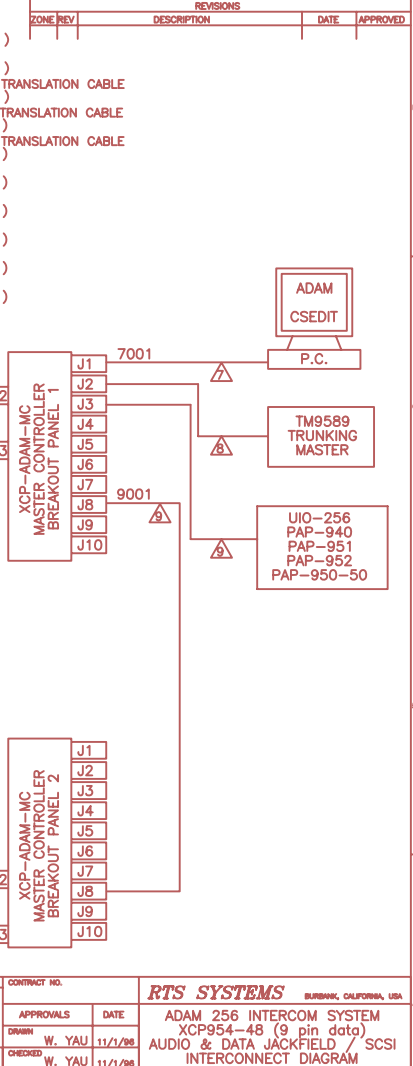 REVISIONS
ZONE REV DESCRIPTION DATE APPROVED
)
)
TRANSLATION CABLE
)
TRANSLATION CABLE
)
TRANSLATION CABLE
)
)
)
)
)
)
ADAM
CSEDIT
P.C.
7001
7
TM9589
TRUNKING
MASTER
8
9001
9
9
UIO-256
PAP-940
PAP-951
PAP-952
PAP-950-50
2
3
XCP-ADAM-MC
MASTER CONTROLLER
BREAKOUT PANEL 1
J1
J2
J3
J4
J5
J6
J7
J8
J9
J10
2
3
XCP-ADAM-MC
MASTER CONTROLLER
BREAKOUT PANEL 2
J1
J2
J3
J4
J5
J6
J7
J8
J9
J10
CONTRACT NO.
RTS SYSTEMS BURBANK, CALIFORNIA, USA
APPROVALS DATE
DRAWN W. YAU 11/1/96
CHECKED W. YAU 11/1/96
ADAM 256 INTERCOM SYSTEM
XCP954-48 (9 pin data)
AUDIO & DATA JACKFIELD / SCSI
INTERCONNECT DIAGRAM